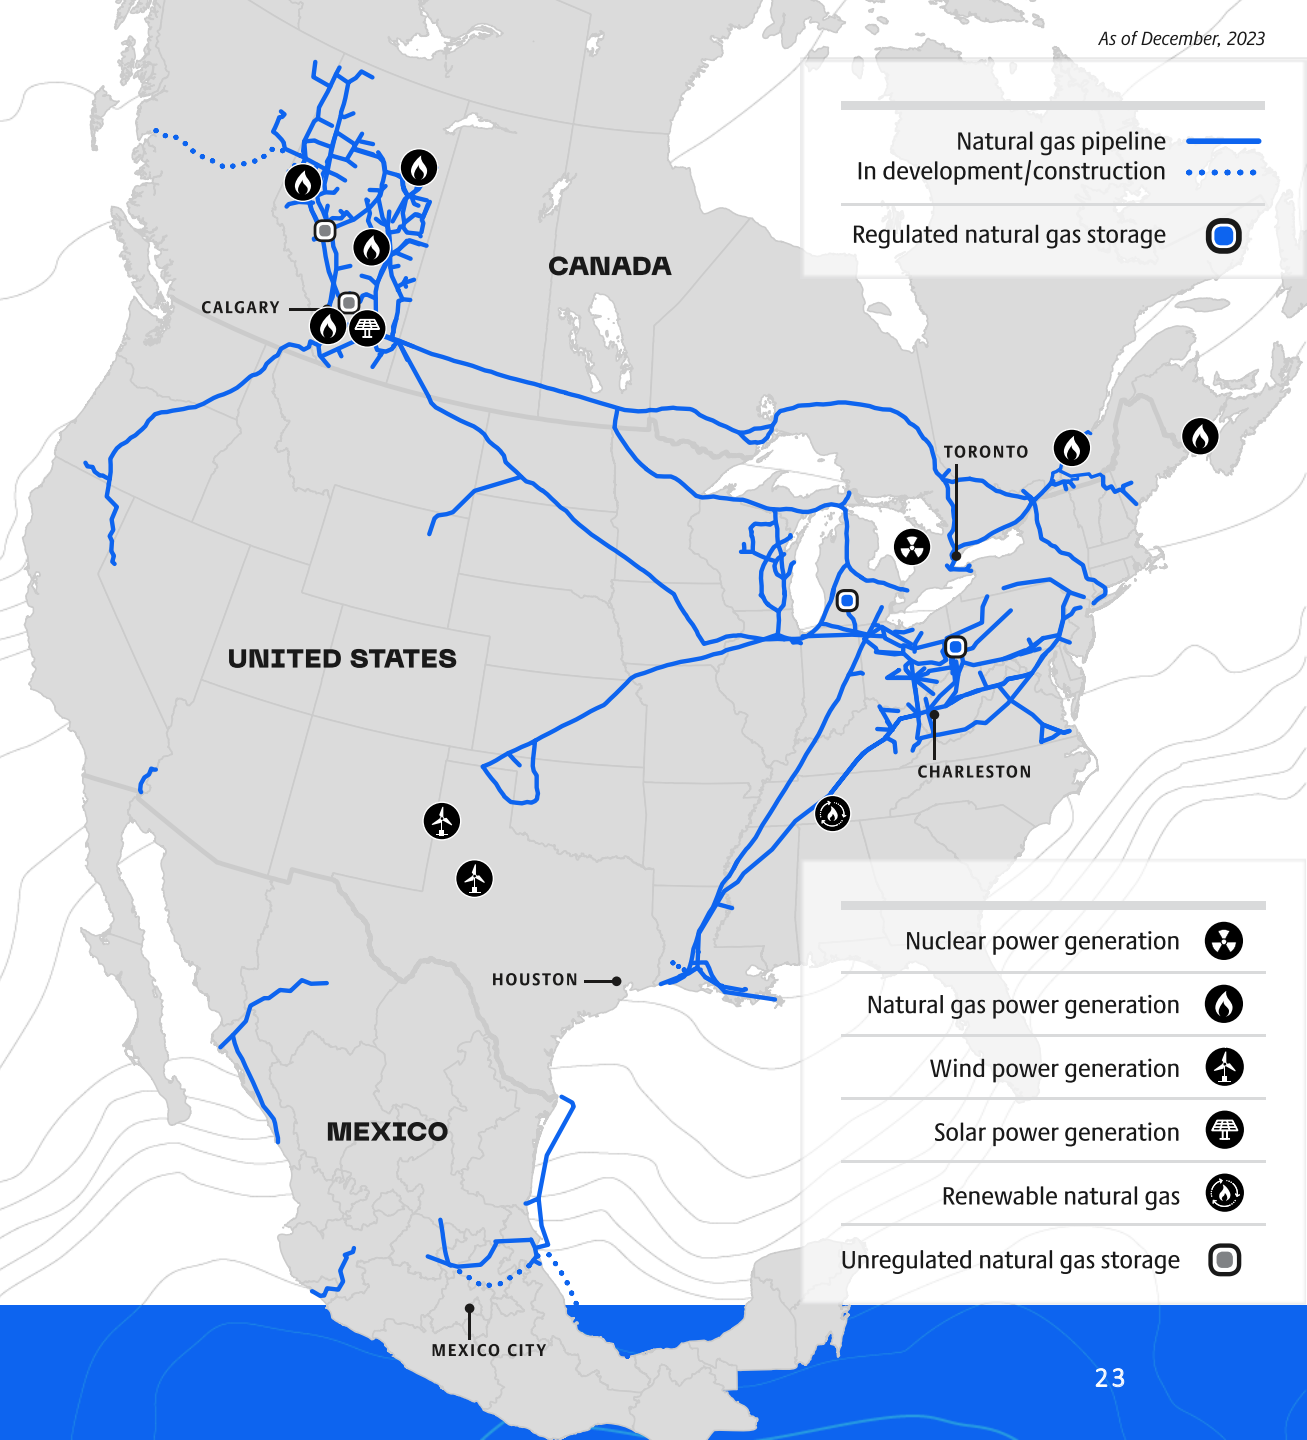 As of December, 2023
Natural gas pipeline
In development/construction
Regulated natural gas storage
CANADA
CALGARY
TORONTO
UNITED STATES
CHARLESTON
HOUSTON
MEXICO
MEXICO CITY
Nuclear power generation
Natural gas power generation
Wind power generation
Solar power generation
Renewable natural gas
Unregulated natural gas storage
23